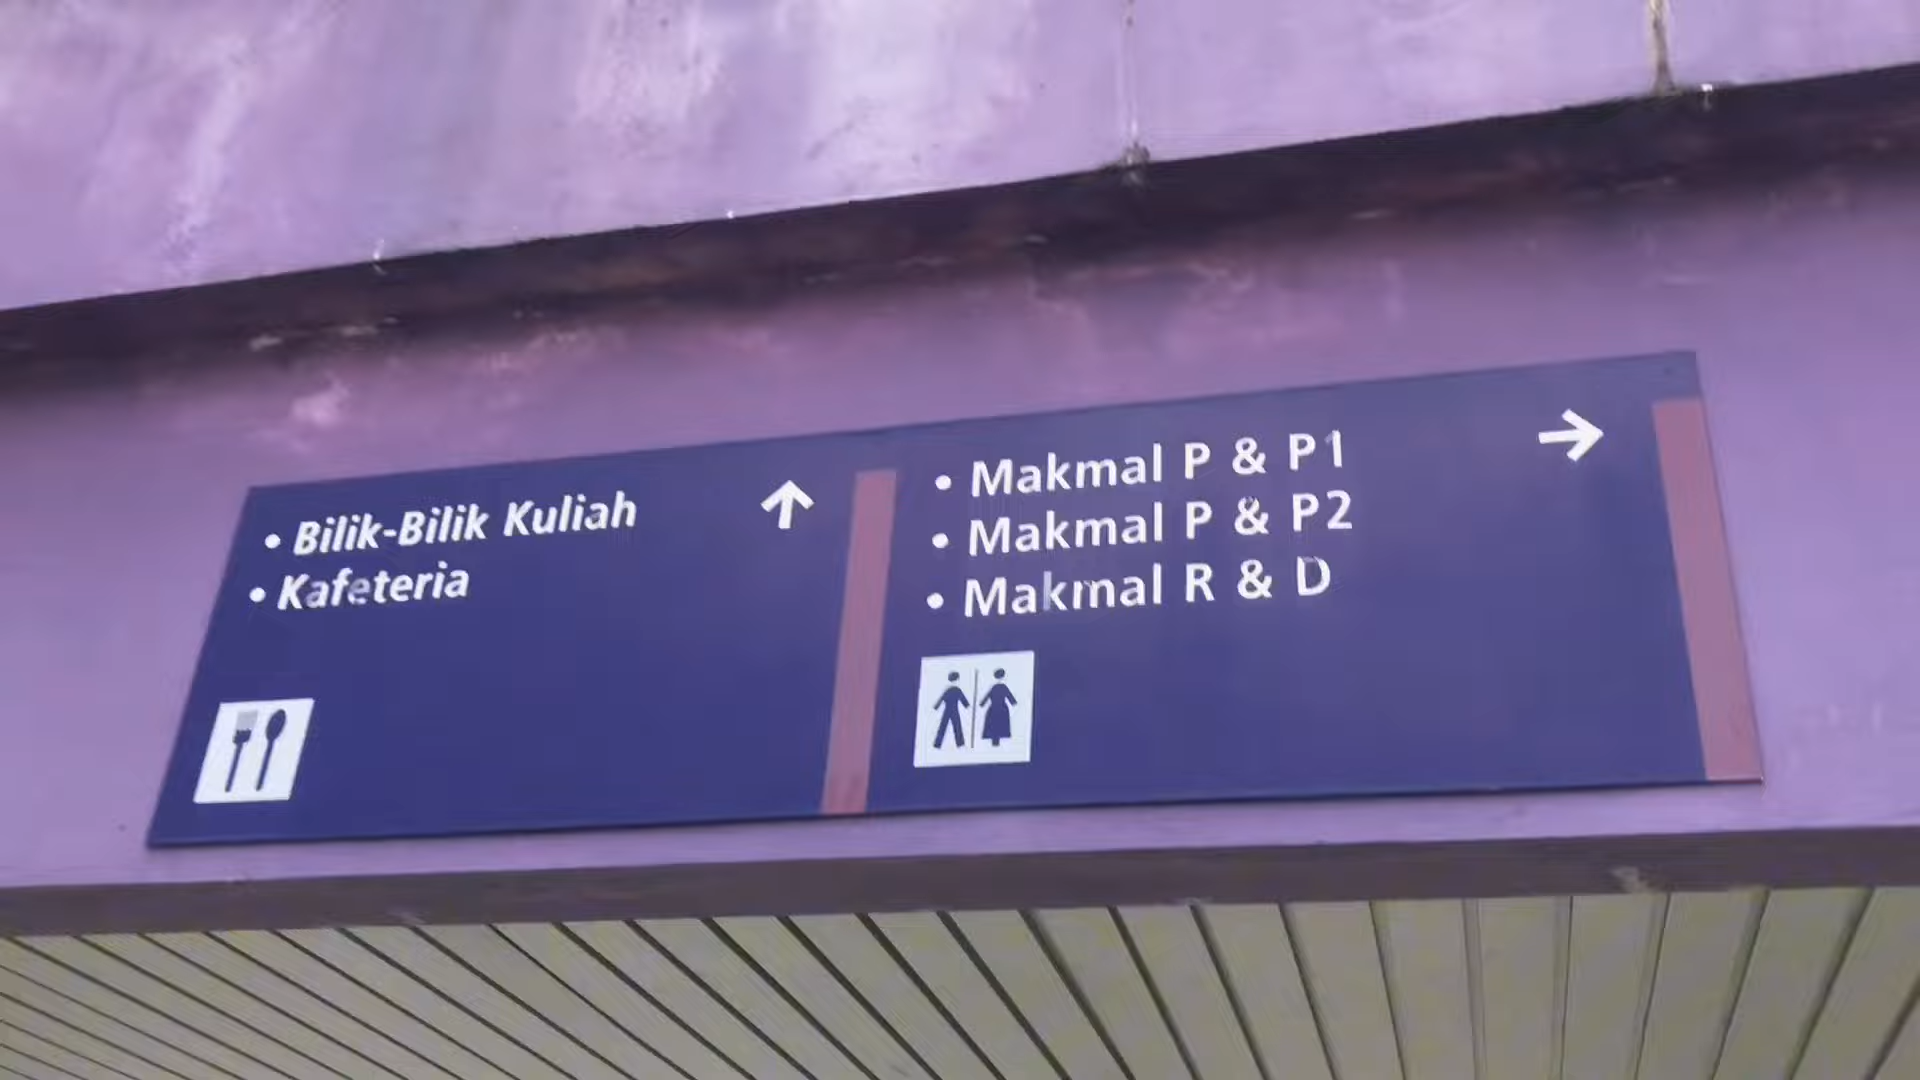 • Bilik-Bilik Kuliah
• Kafeteria
• Makmal P & P1
• Makmal P & P2
• Makmal R & D